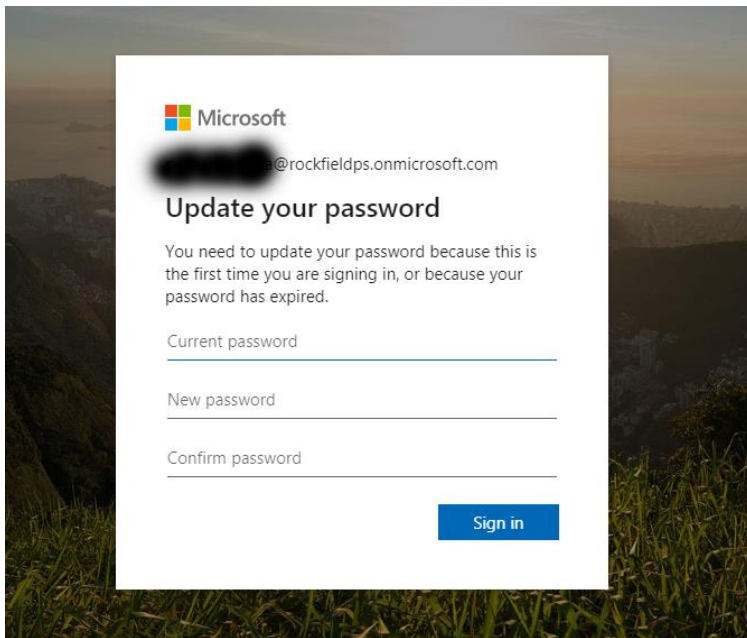 Microsoft
@rockfieldps.onmicrosoft.com
Update your password
You need to update your password because this is
the first time you are signing in, or because your
password has expired.
Current password
New password
Confirm password
Sign in